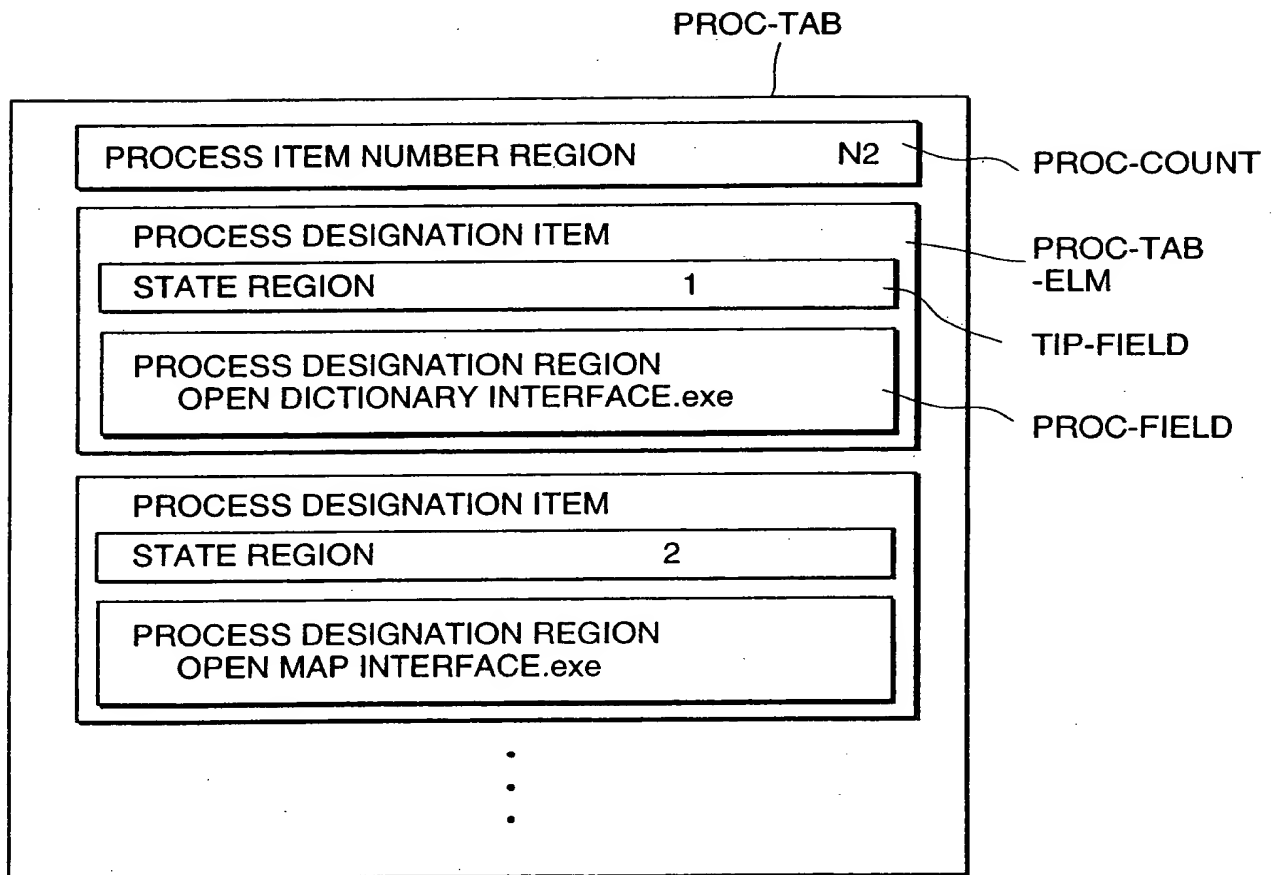 PROC-TAB
PROCESS ITEM NUMBER REGION N2
PROC-COUNT
PROCESS DESIGNATION ITEM
PROC-TAB
-ELM
STATE REGION 1
TIP-FIELD
PROCESS DESIGNATION REGION
OPEN DICTIONARY INTERFACE.exe
PROC-FIELD
PROCESS DESIGNATION ITEM
STATE REGION 2
PROCESS DESIGNATION REGION
OPEN MAP INTERFACE.exe